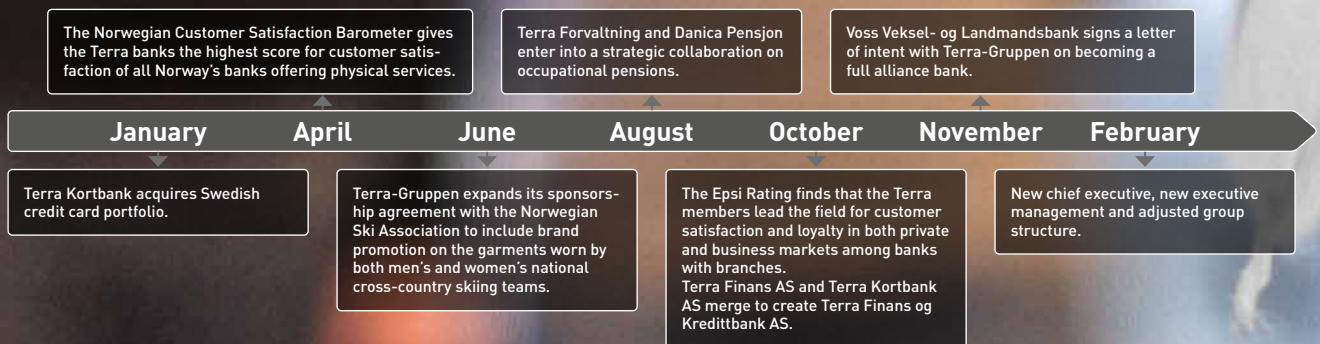 The Norwegian Customer Satisfaction Barometer gives
the Terra banks the highest score for customer satis-
faction of all Norway's banks offering physical services.
Terra Forvaltning and Danica Pensjon
enter into a strategic collaboration on
occupational pensions.
Voss Veksel- og Landmandsbank signs a letter
of intent with Terra-Gruppen on becoming a
full alliance bank.
January April June August October November February
Terra Kortbank acquires Swedish
credit card portfolio.
Terra-Gruppen expands its sponsors-
hip agreement with the Norwegian
Ski Association to include brand
promotion on the garments worn by
both men's and women's national
cross-country skiing teams.
The Epsi Rating finds that the Terra
members lead the field for customer
satisfaction and loyalty in both private
and business markets among banks
with branches.
Terra Finans AS and Terra Kortbank
AS merge to create Terra Finans og
Kredittbank AS.
New chief executive, new executive
management and adjusted group
structure.